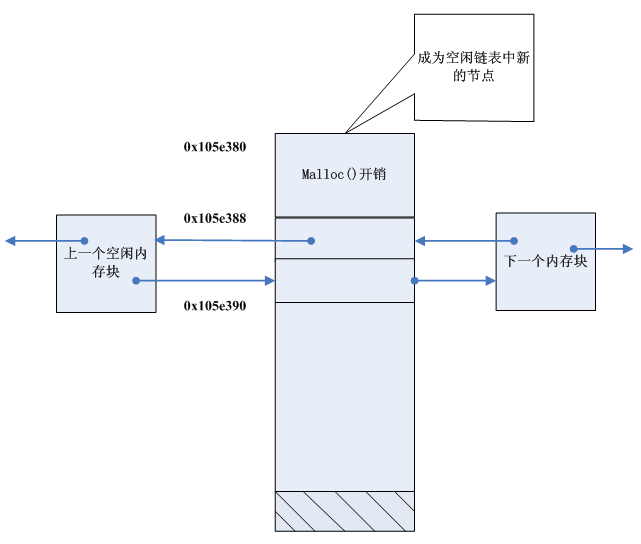 成为空闲链表中新
的节点
0x105e380
Malloc()开销
0x105e388
上一个空闲内
存块
下一个内存块
0x105e390